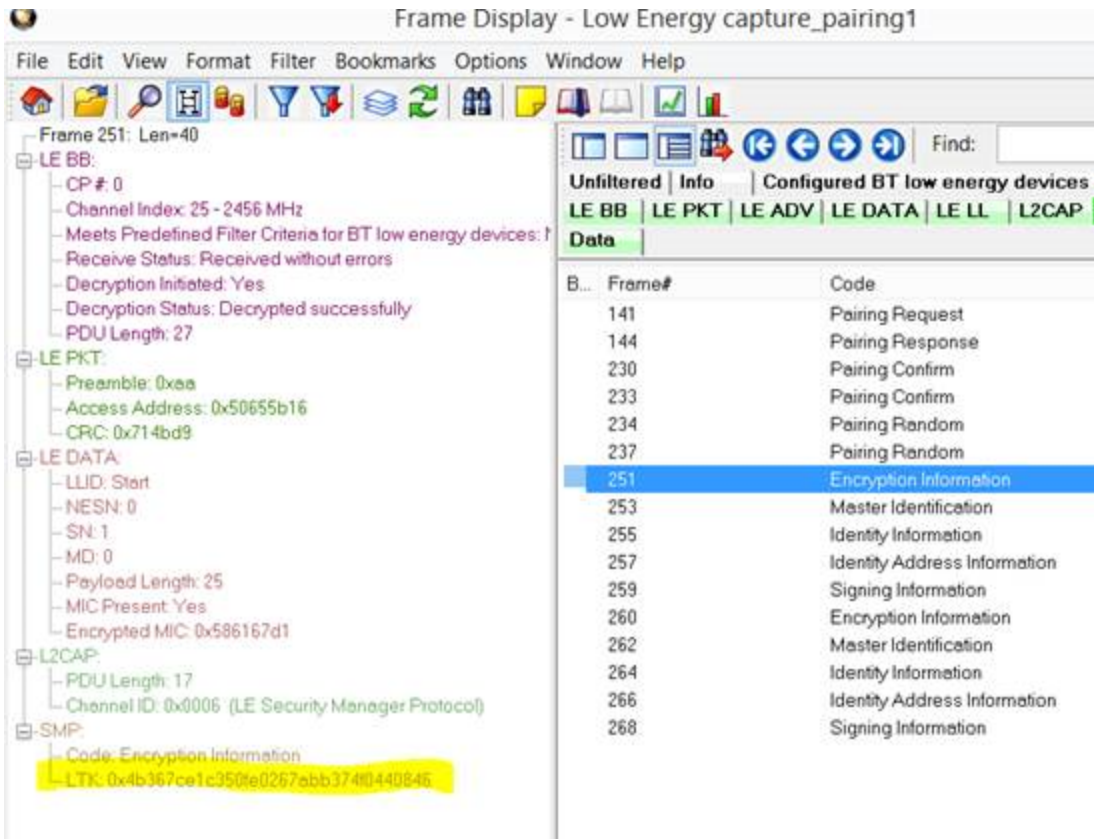 Frame Display - Low Energy capture_pairing1
File Edit View Format Filter Bookmarks Options Window Help
Frame 251: Len=40
LE BB:
CP #: 0
Channel Index: 25 - 2456 MHz
Meets Predefined Filter Criteria for BT low energy devices:
Receive Status: Received without errors
Decryption Initiated: Yes
Decryption Status: Decrypted successfully
PDU Length: 27
LE PKT:
Preamble: 0xaa
Access Address: 0x50655b16
CRC: 0x714bd9
LE DATA:
LLID: Start
NESN: 0
SN: 1
MD: 0
Payload Length: 25
MIC Present: Yes
Encrypted MIC: 0x586167d1
L2CAP:
PDU Length: 17
Channel ID: 0x0006 (LE Security Manager Protocol)
SMP:
Code: Encryption Information
LTK: 0x4b367ce1c350fe0267abb374f0440846
Find:
Unfiltered Info Configured BT low energy devices
LE BB LE PKT LE ADV LE DATA LE LL L2CAP
Data
B... Frame# Code
141 Pairing Request
144 Pairing Response
230 Pairing Confirm
233 Pairing Confirm
234 Pairing Random
237 Pairing Random
251 Encryption Information
253 Master Identification
255 Identity Information
257 Identity Address Information
259 Signing Information
260 Encryption Information
262 Master Identification
264 Identity Information
266 Identity Address Information
268 Signing Information